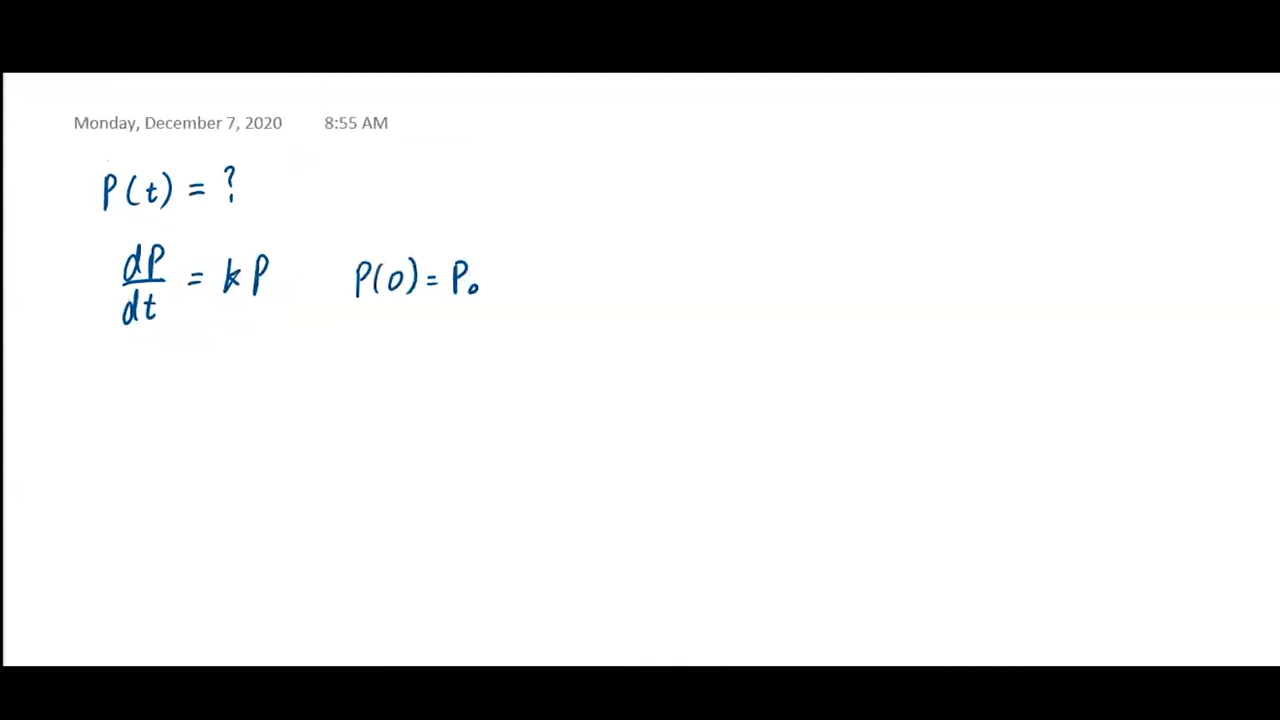 Monday, December 7, 2020 8:55 AM
P(t) = ?
dP/dt = kP P(0) = P₀